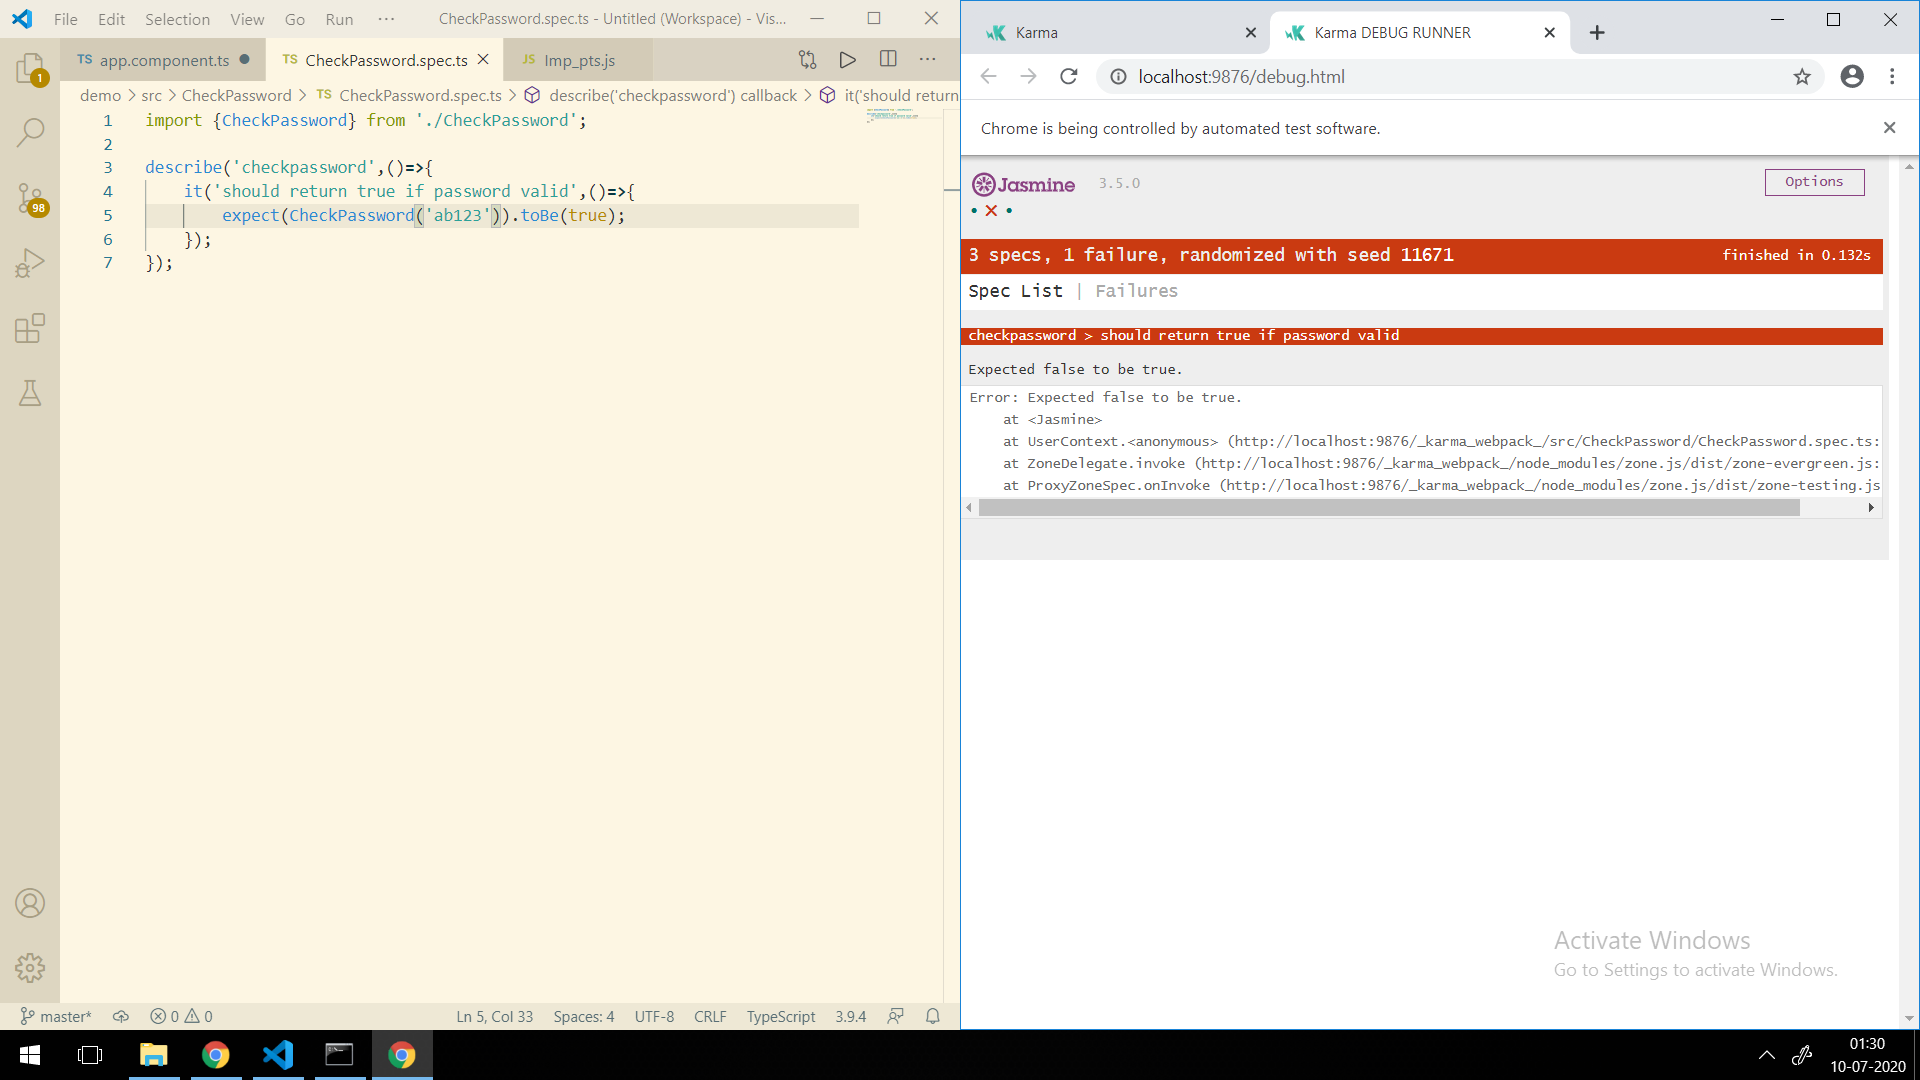 File Edit Selection View Go Run ··· CheckPassword.spec.ts - Untitled (Workspace) - Vis...
TS app.component.ts ● TS CheckPassword.spec.ts JS Imp_pts.js
demo > src > CheckPassword > TS CheckPassword.spec.ts > describe('checkpassword') callback > it('should return
1 import {CheckPassword} from './CheckPassword';
2
3 describe('checkpassword',()=>{
4 it('should return true if password valid',()=>{
5 expect(CheckPassword('ab123')).toBe(true);
6 });
7 });
1
98
master* 0 0 Ln 5, Col 33 Spaces: 4 UTF-8 CRLF TypeScript 3.9.4
Karma Karma DEBUG RUNNER
localhost:9876/debug.html
Chrome is being controlled by automated test software.
Jasmine 3.5.0 Options
• ✕ •
3 specs, 1 failure, randomized with seed 11671 finished in 0.132s
Spec List | Failures
checkpassword > should return true if password valid
Expected false to be true.
Error: Expected false to be true.
at <Jasmine>
at UserContext.<anonymous> (http://localhost:9876/_karma_webpack_/src/CheckPassword/CheckPassword.spec.ts:
at ZoneDelegate.invoke (http://localhost:9876/_karma_webpack_/node_modules/zone.js/dist/zone-evergreen.js:
at ProxyZoneSpec.onInvoke (http://localhost:9876/_karma_webpack_/node_modules/zone.js/dist/zone-testing.js
Activate Windows
Go to Settings to activate Windows.
01:30
10-07-2020